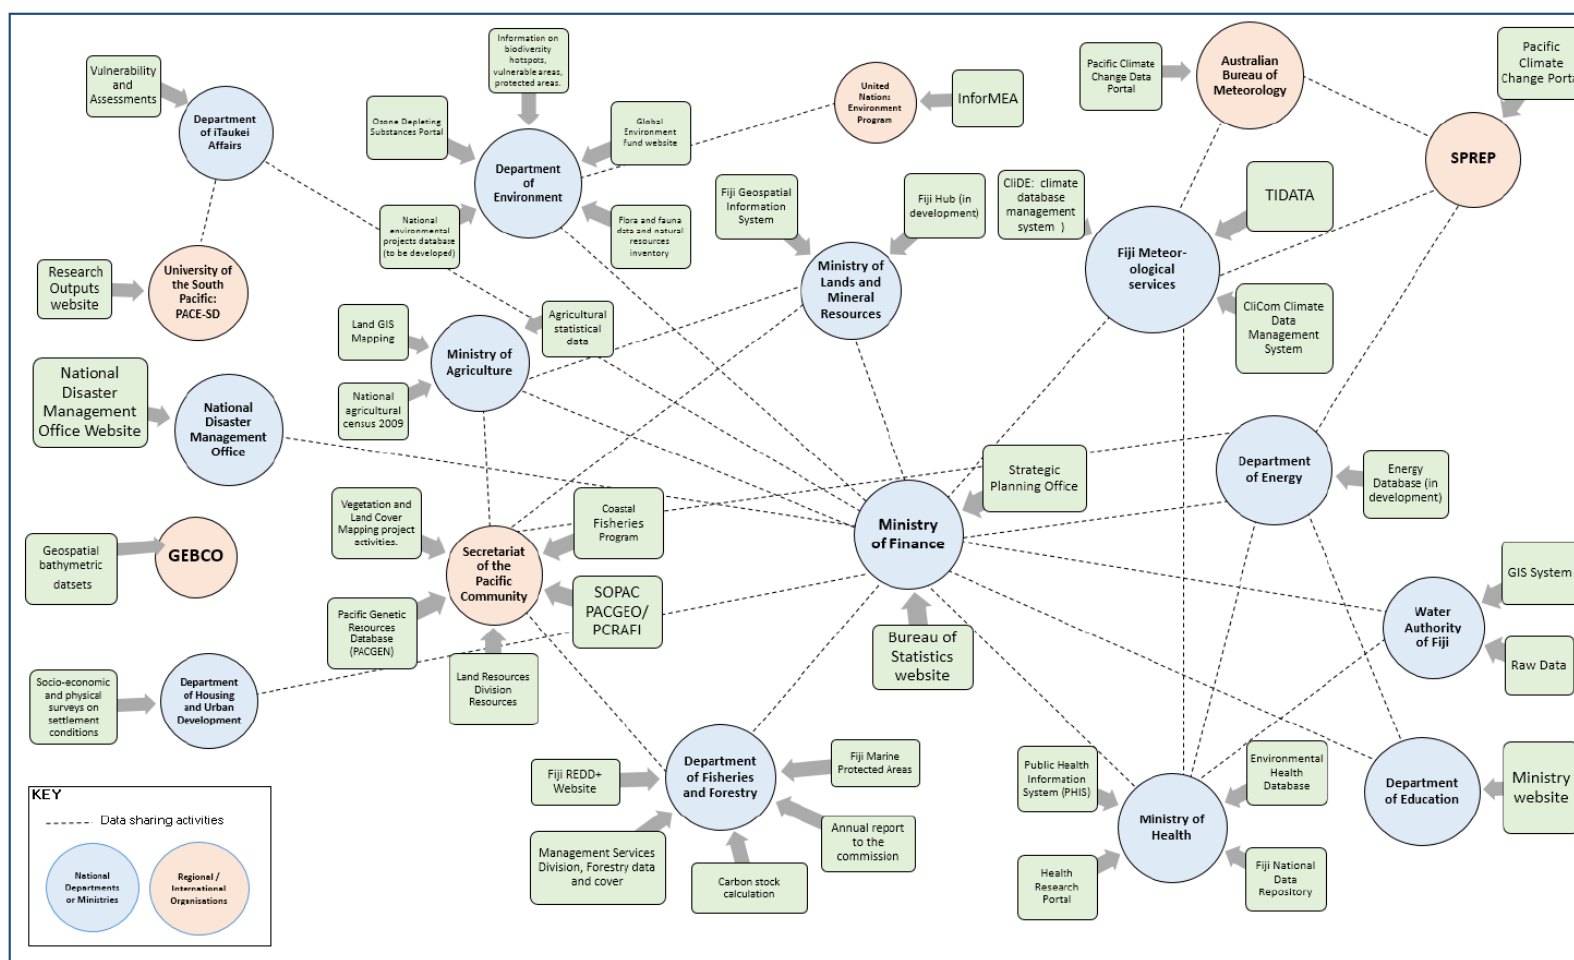 Vulnerability
and
Assessments
Department
of iTaukei
Affairs
Information on
biodiversity
hotspots,
vulnerable areas,
protected areas.
Ozone Depleting
Substances Portal
Global
Environment
Fund website
Department
of
Environment
National
environmental
projects database
(to be developed)
Flora and fauna
data and natural
resources
inventory
United
Nations
Environment
Program
InforMEA
Pacific Climate
Change Data
Portal
Australian
Bureau of
Meteorology
Pacific
Climate
Change Portal
SPREP
Fiji Geospatial
Information
System
Fiji Hub (in
development)
Ministry of
Lands and
Mineral
Resources
CliDE: climate
database
management
system )
TIDATA
Fiji Meteor-
ological
services
CliCom Climate
Data
Management
System
Research
Outputs
website
University of
the South
Pacific:
PACE-SD
Land GIS
Mapping
Agricultural
statistical
data
Ministry of
Agriculture
National
agricultural
census 2009
National
Disaster
Management
Office Website
National
Disaster
Management
Office
Strategic
Planning Office
Department
of Energy
Energy
Database (in
development)
Vegetation and
Land Cover
Mapping project
activities.
Coastal
Fisheries
Program
Ministry
of Finance
Geospatial
bathymetric
datsets
GEBCO
Secretariat
of the
Pacific
Community
Pacific Genetic
Resources
Database
(PACGEN)
SOPAC
PACGEO/
PCRAFI
Land Resources
Division
Resources
Bureau of
Statistics
website
GIS System
Water
Authority
of Fiji
Raw Data
Socio-economic
and physical
surveys on
settlement
conditions
Department
of Housing
and Urban
Development
Fiji REDD+
Website
Department
of Fisheries
and Forestry
Fiji Marine
Protected Areas
Management Services
Division, Forestry data
and cover
Carbon stock
calculation
Annual report
to the
commission
Public Health
Information
System (PHIS)
Environmental
Health
Database
Ministry of
Health
Health
Research
Portal
Fiji National
Data
Repository
Department
of Education
Ministry
website
KEY
Data sharing activities
National
Departments
or Ministries
Regional /
International
Organisations